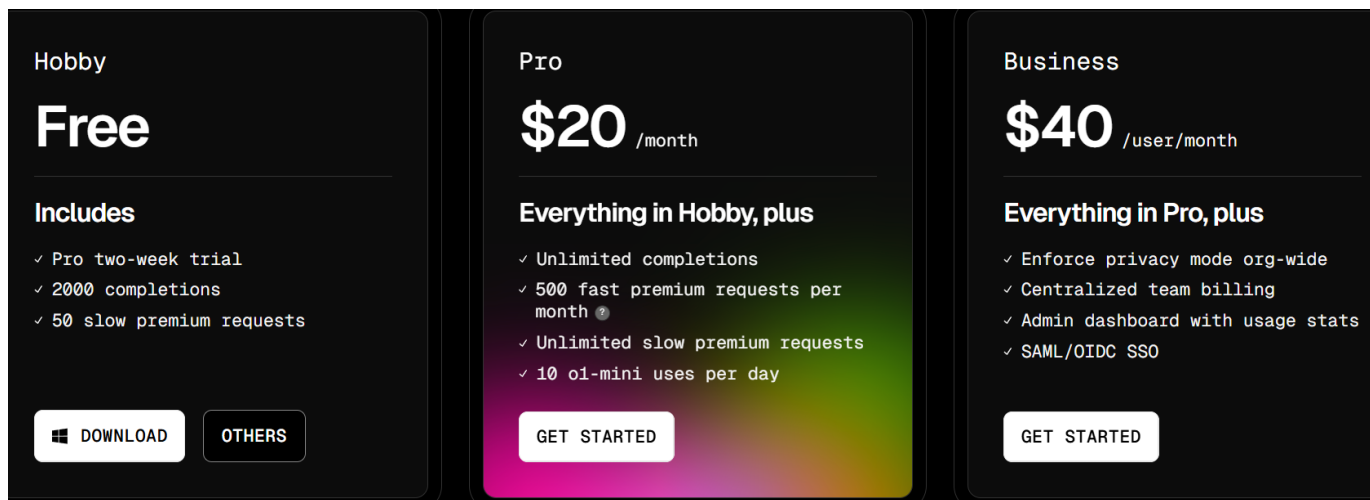 Hobby
Free
Includes
✓ Pro two-week trial
✓ 2000 completions
✓ 50 slow premium requests
DOWNLOAD
OTHERS
Pro
$20 /month
Everything in Hobby, plus
✓ Unlimited completions
✓ 500 fast premium requests per
month ?
✓ Unlimited slow premium requests
✓ 10 o1-mini uses per day
GET STARTED
Business
$40 /user/month
Everything in Pro, plus
✓ Enforce privacy mode org-wide
✓ Centralized team billing
✓ Admin dashboard with usage stats
✓ SAML/OIDC SSO
GET STARTED